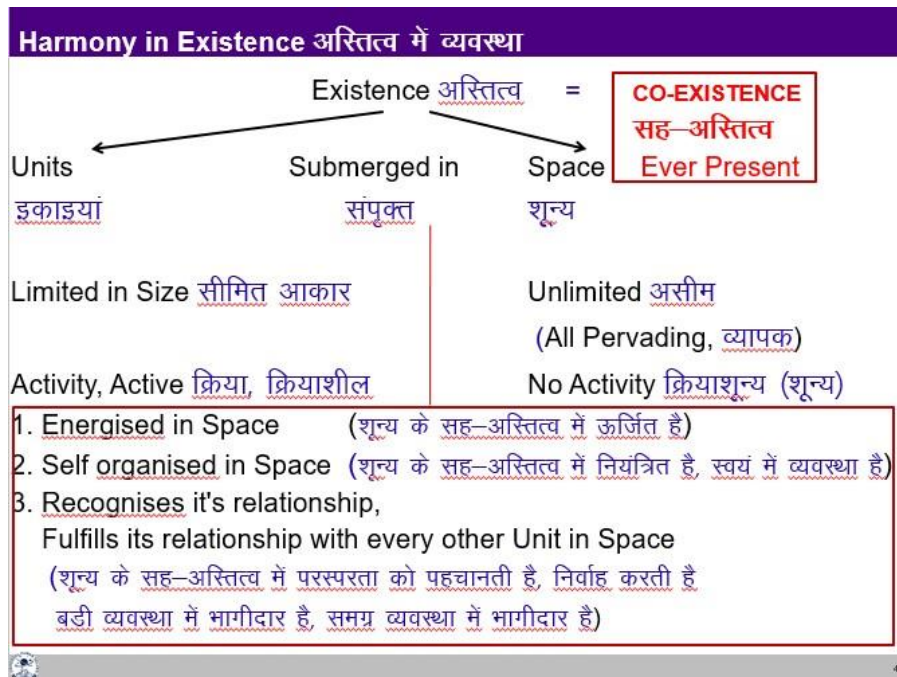 Harmony in Existence अस्तित्व में व्यवस्था
Existence अस्तित्व =
CO-EXISTENCE
सह–अस्तित्व
Ever Present
Units Submerged in Space
इकाइयां संपृक्त शून्य
Limited in Size सीमित आकार Unlimited असीम
(All Pervading, व्यापक)
Activity, Active क्रिया, क्रियाशील No Activity क्रियाशून्य (शून्य)
1. Energised in Space (शून्य के सह–अस्तित्व में ऊर्जित है)
2. Self organised in Space (शून्य के सह–अस्तित्व में नियंत्रित है, स्वयं में व्यवस्था है)
3. Recognises it's relationship,
Fulfills its relationship with every other Unit in Space
(शून्य के सह–अस्तित्व में परस्परता को पहचानती है, निर्वाह करती है
बडी व्यवस्था में भागीदार है, समग्र व्यवस्था में भागीदार है)